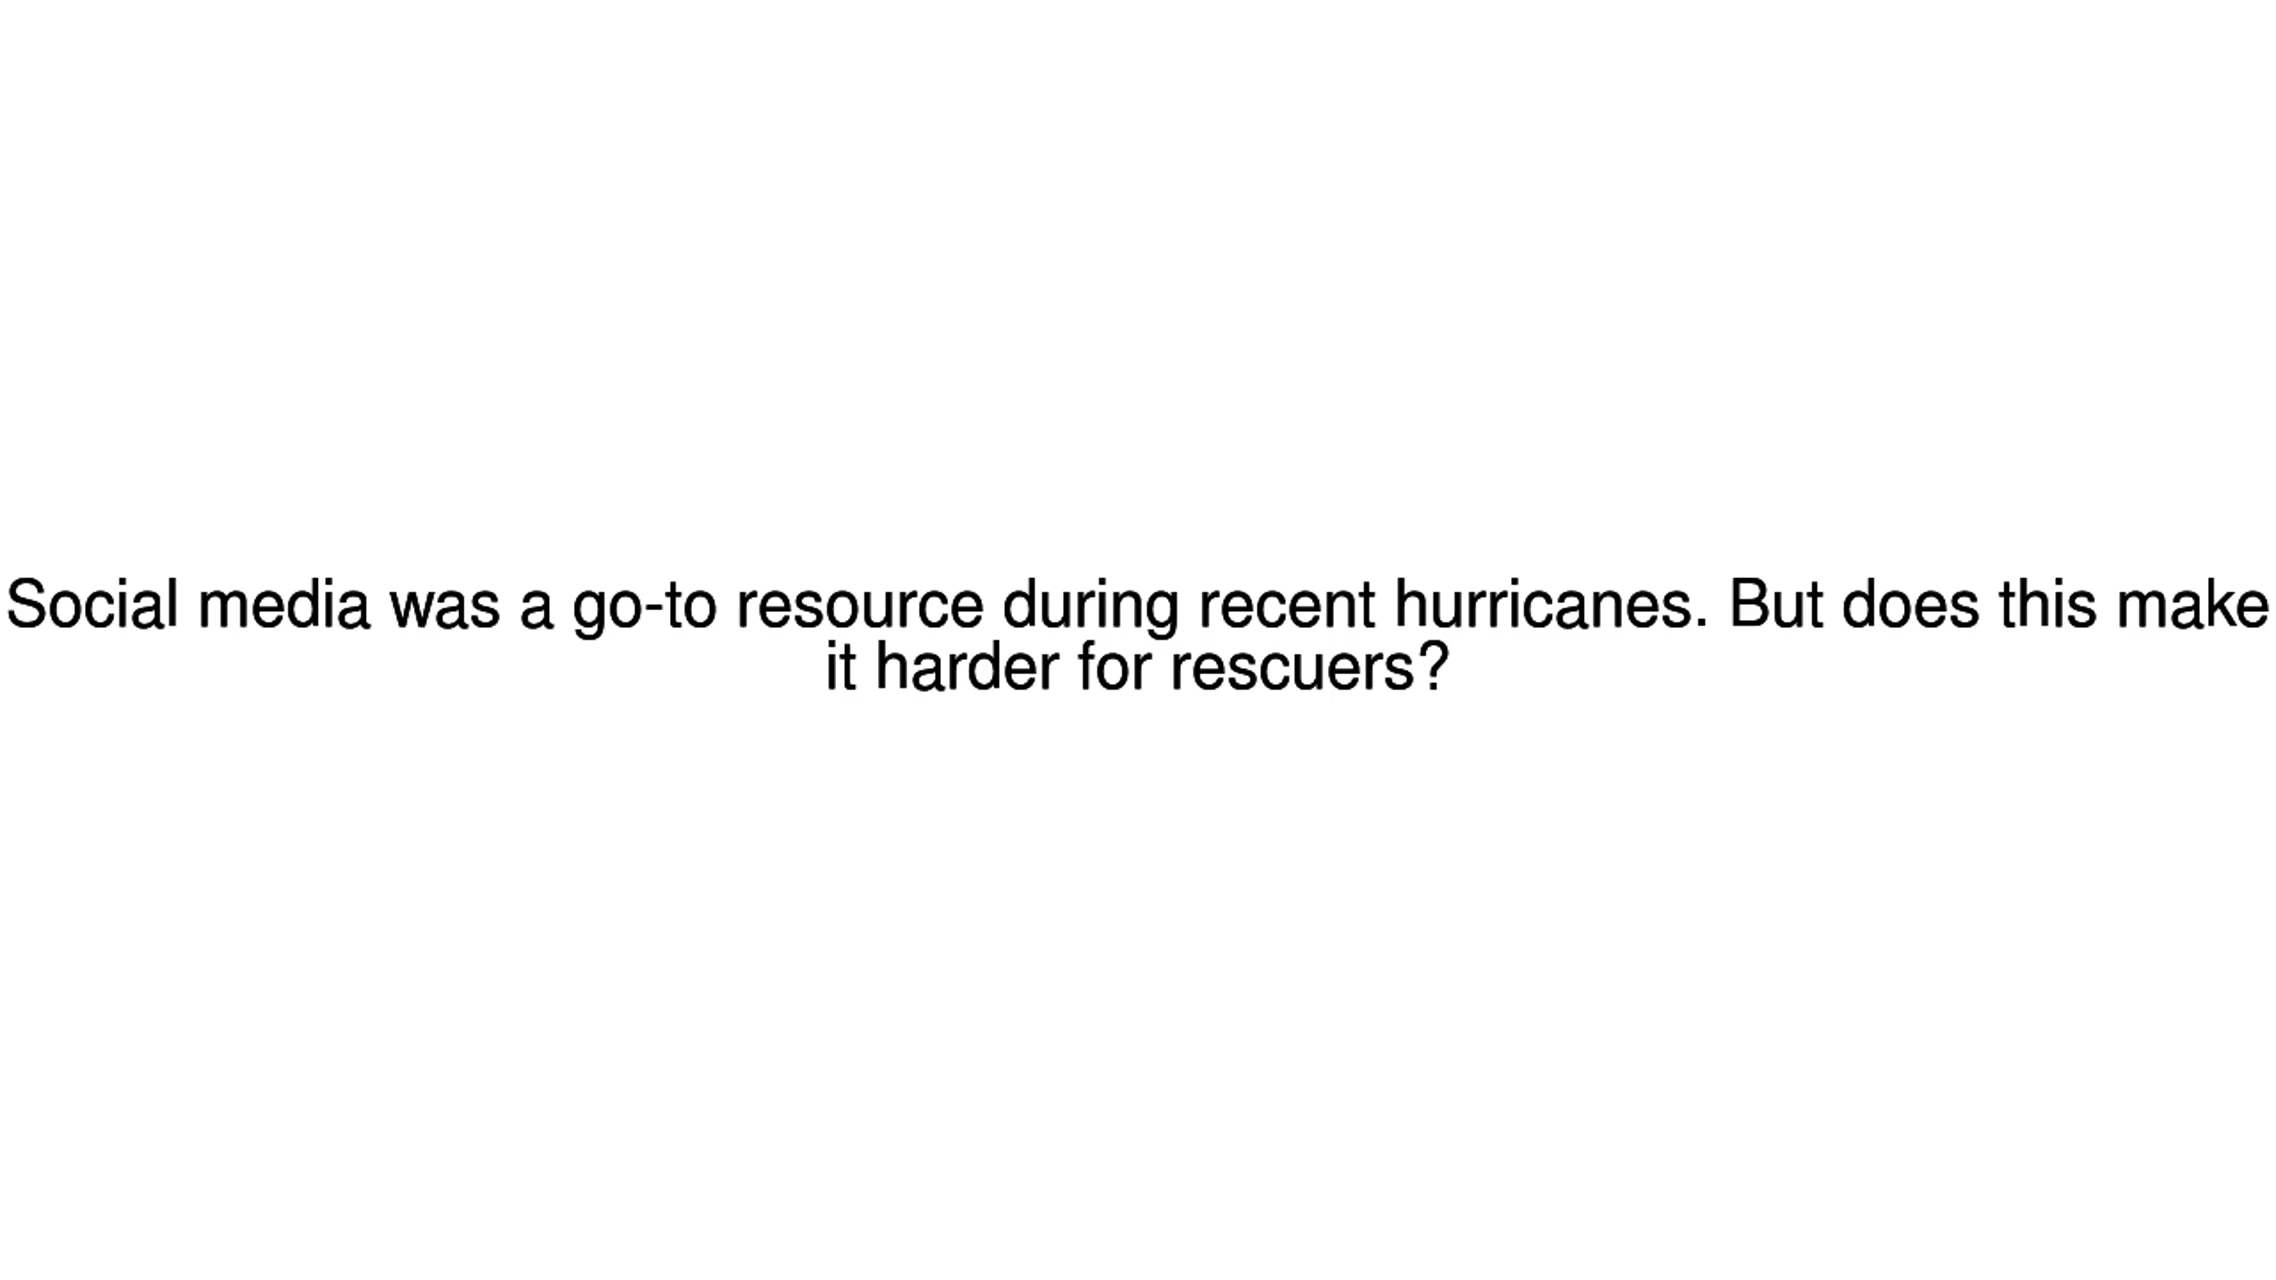 Social media was a go-to resource during recent hurricanes. But does this make
it harder for rescuers?